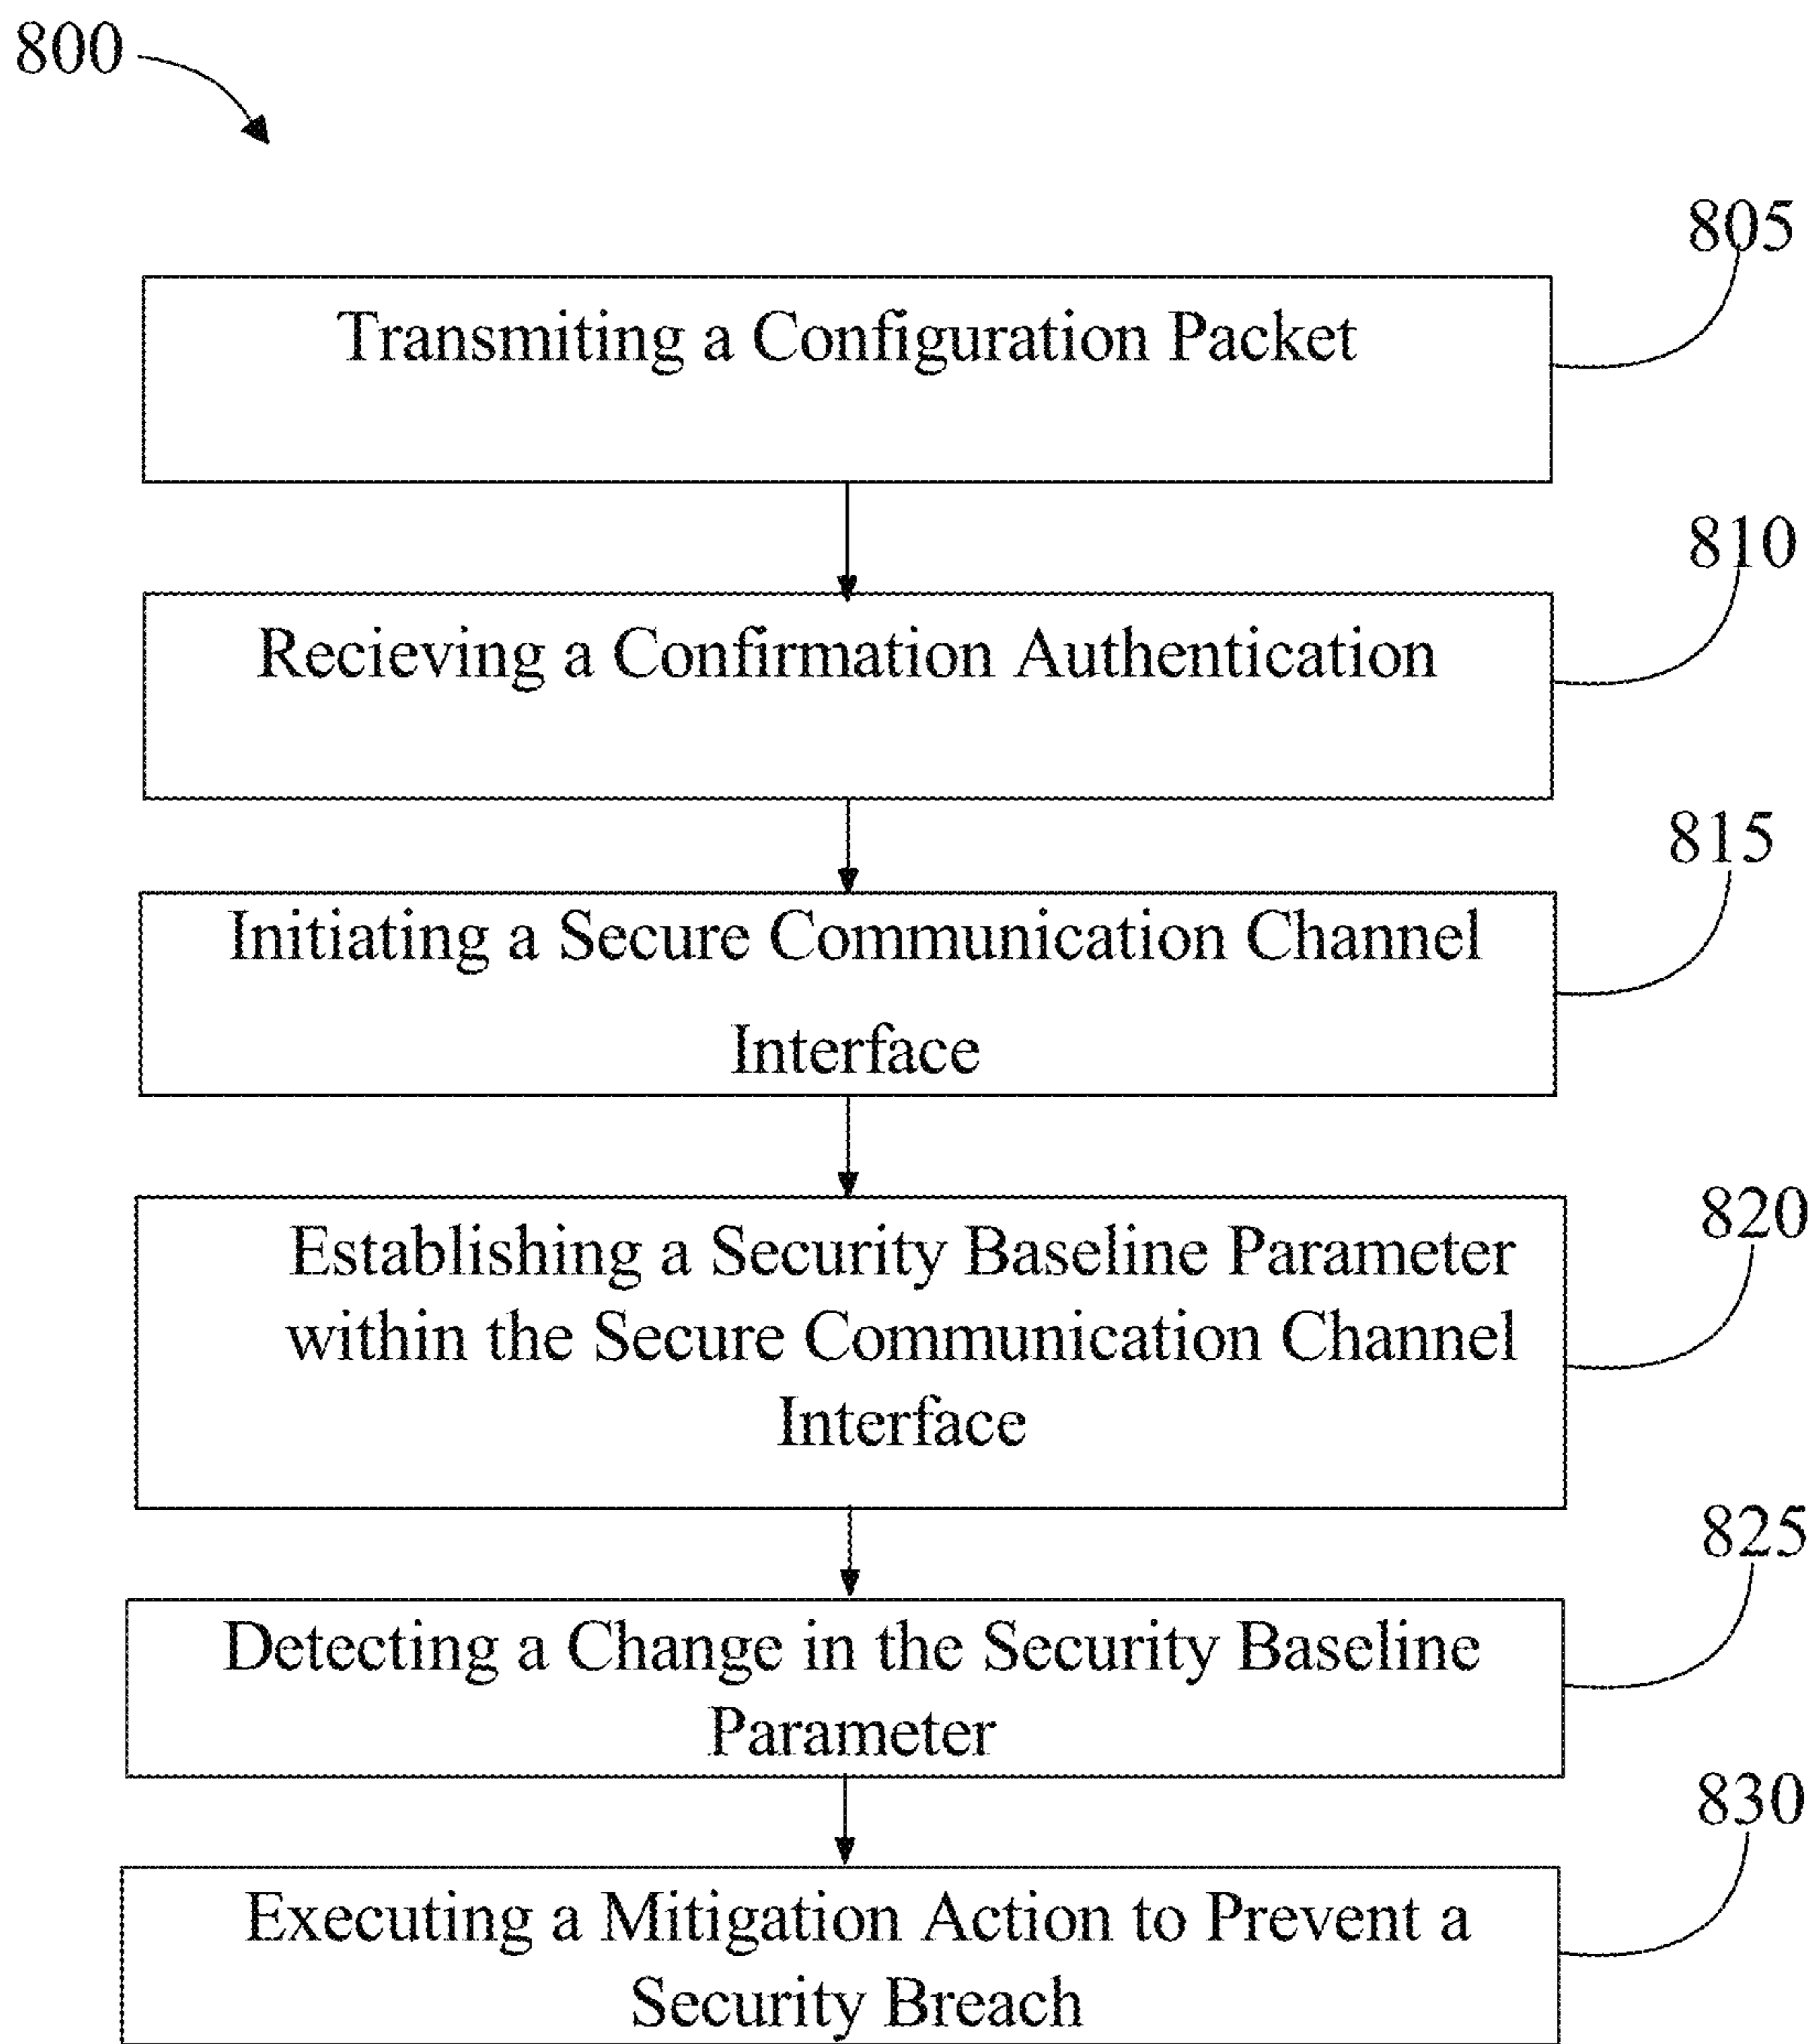 800
805
Transmiting a Configuration Packet
810
Recieving a Confirmation Authentication
815
Initiating a Secure Communication Channel
Interface
820
Establishing a Security Baseline Parameter
within the Secure Communication Channel
Interface
825
Detecting a Change in the Security Baseline
Parameter
830
Executing a Mitigation Action to Prevent a
Security Breach